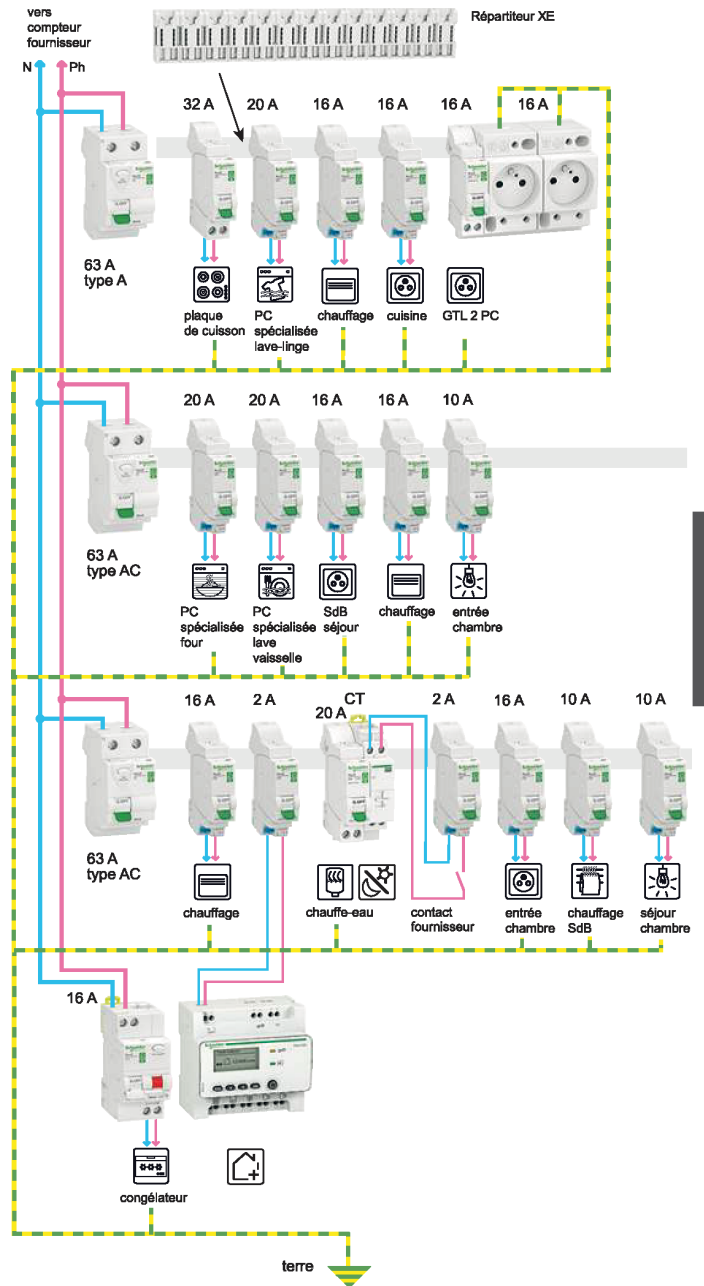 vers
compteur
fournisseur
Répartiteur XE
N Ph
32 A 20 A 16 A 16 A 16 A 16 A
63 A
type A
plaque
de cuisson
PC
spécialisée
lave-linge
chauffage
cuisine
GTL 2 PC
20 A 20 A 16 A 16 A 10 A
63 A
type AC
PC
spécialisée
four
PC
spécialisée
lave
vaisselle
SdB
séjour
chauffage
entrée
chambre
16 A 2 A CT 2 A 16 A 10 A 10 A
20 A
63 A
type AC
chauffage
chauffe-eau
contact
fournisseur
entrée
chambre
chauffage
SdB
séjour
chambre
16 A
congélateur
terre